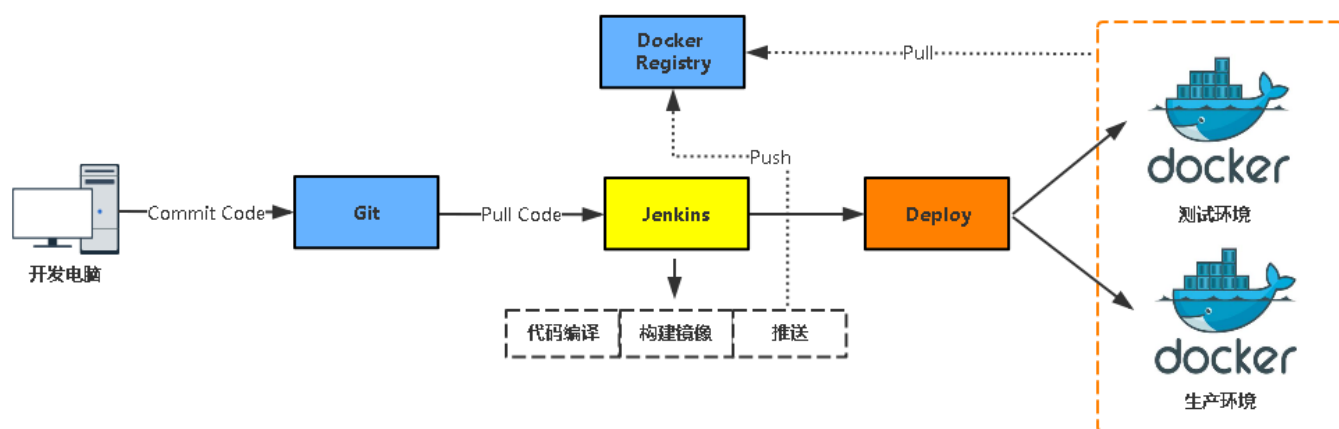 Docker
Registry
Pull
docker
测试环境
Push
Commit Code
Git
Pull Code
Jenkins
Deploy
开发电脑
代码编译
构建镜像
推送
docker
生产环境